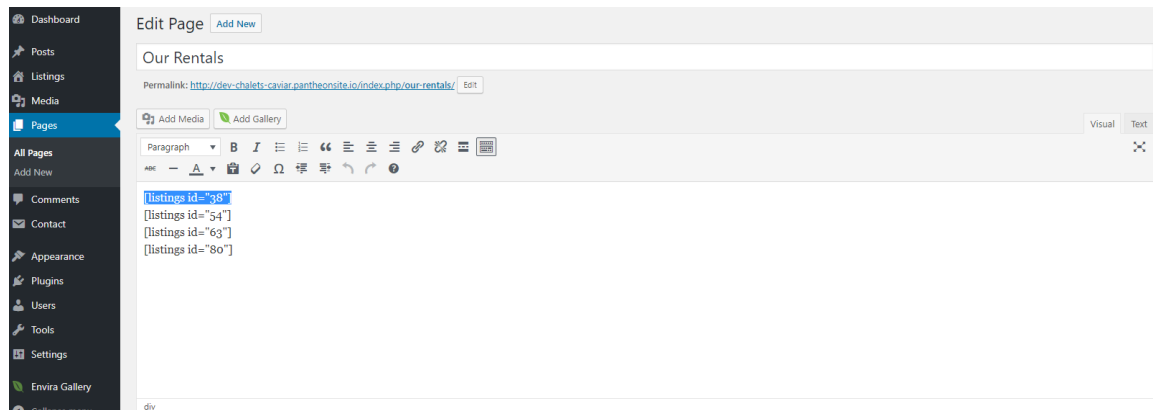 Dashboard
Posts
Listings
Media
Pages
All Pages
Add New
Comments
Contact
Appearance
Plugins
Users
Tools
Settings
Envira Gallery
Edit Page Add New
Our Rentals
Permalink: http://dev-chalets-caviar.pantheonsite.io/index.php/our-rentals/ Edit
Add Media Add Gallery
Visual Text
Paragraph B I
ABC A Ω
[listings id="38"]
[listings id="54"]
[listings id="63"]
[listings id="80"]
div